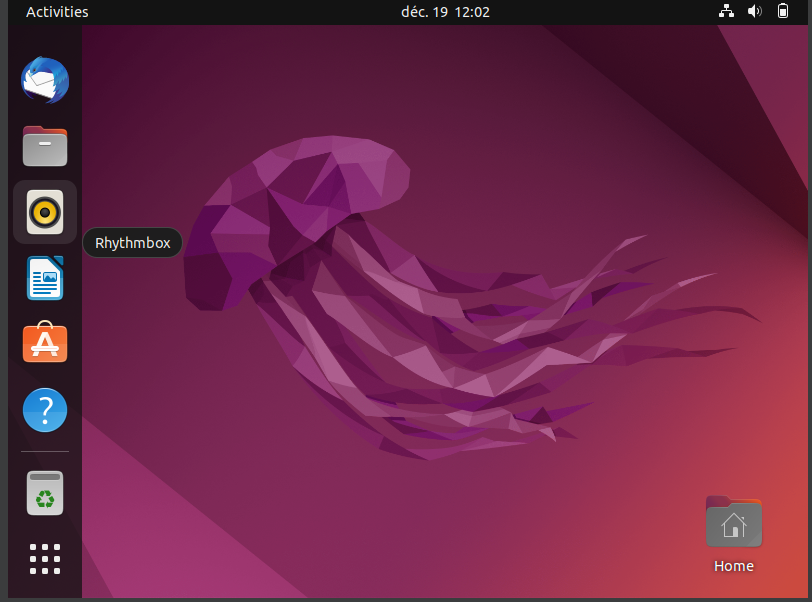 Activities
déc. 19 12:02
Rhythmbox
?
Home